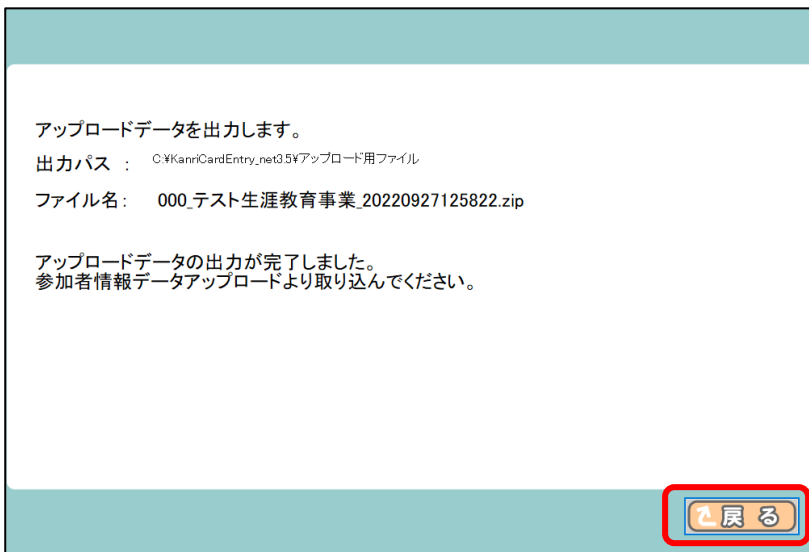 アップロードデータを出力します。
出力パス : C:¥KanriCardEntry_net3.5¥アップロード用ファイル
ファイル名: 000_テスト生涯教育事業_20220927125822.zip
アップロードデータの出力が完了しました。
参加者情報データアップロードより取り込んでください。
戻る